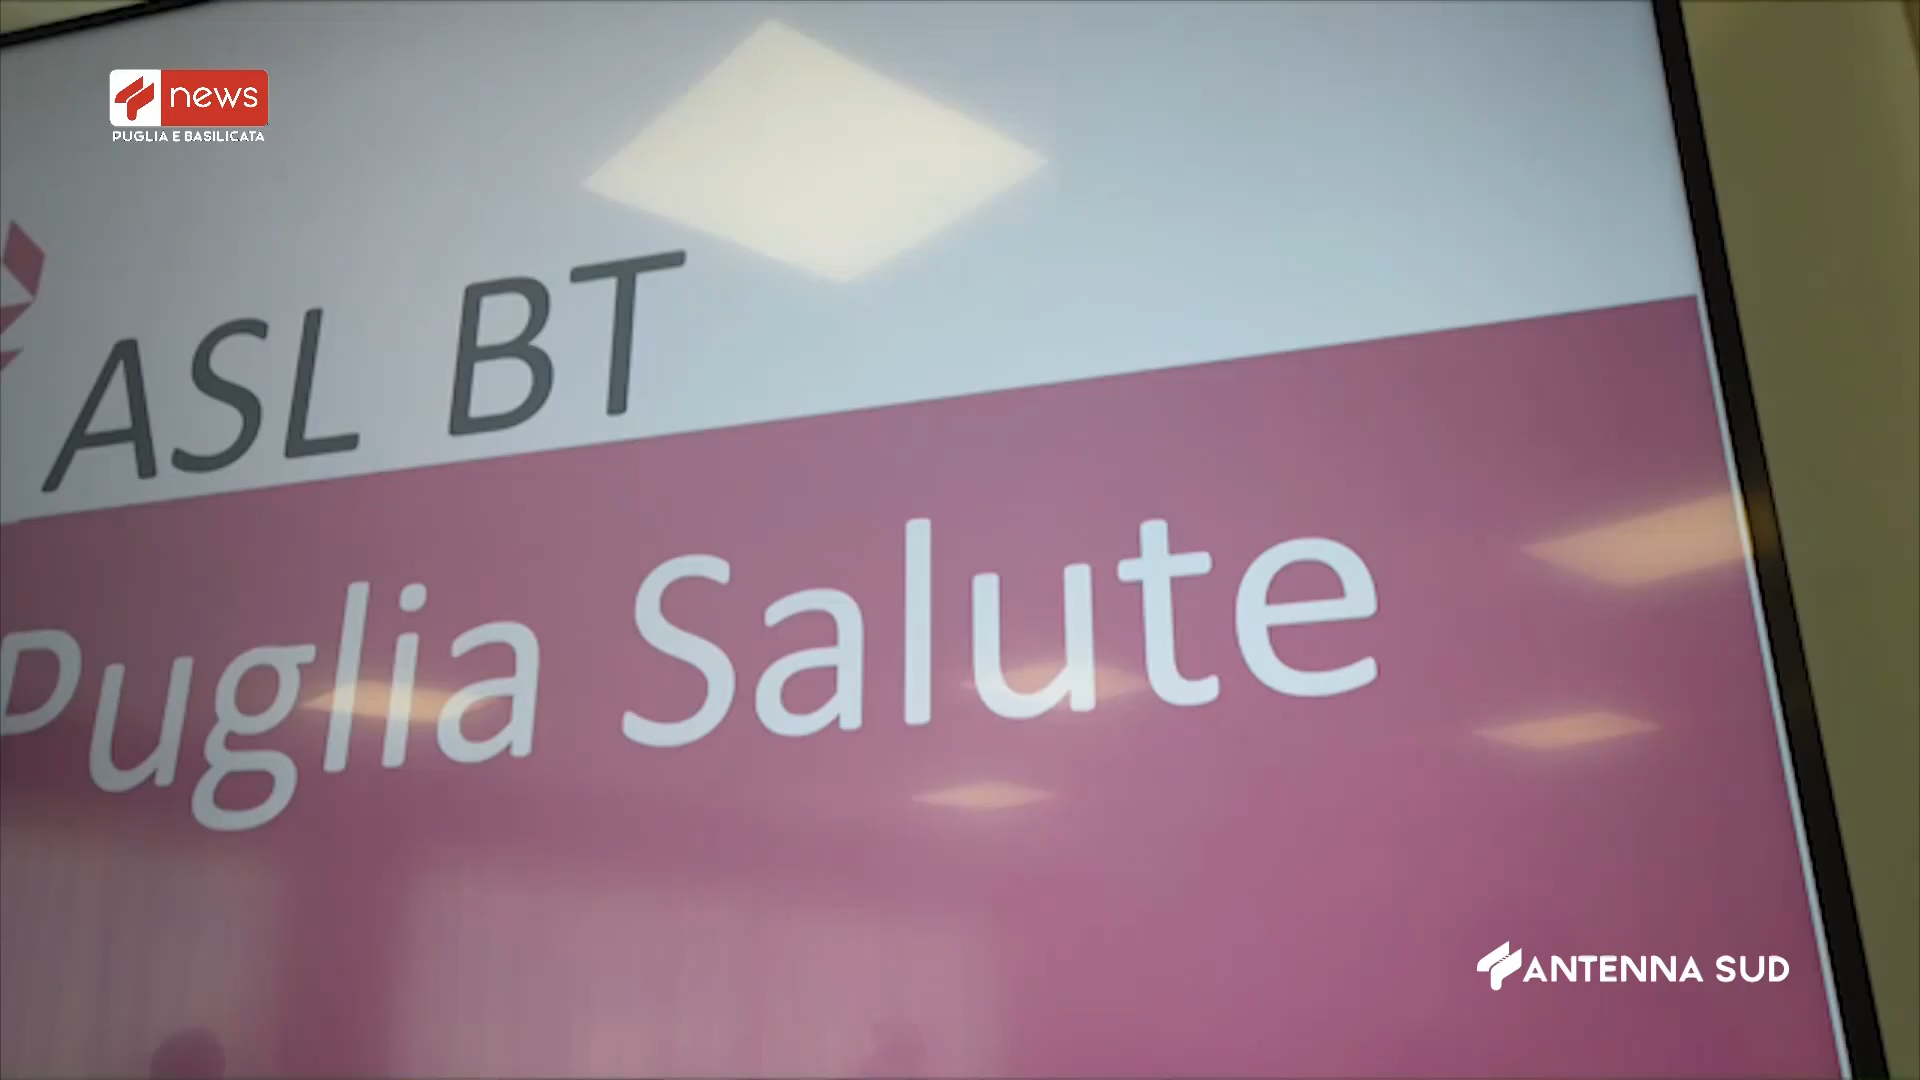 news
PUGLIA E BASILICATA
ASL BT
Puglia Salute
ANTENNA SUD